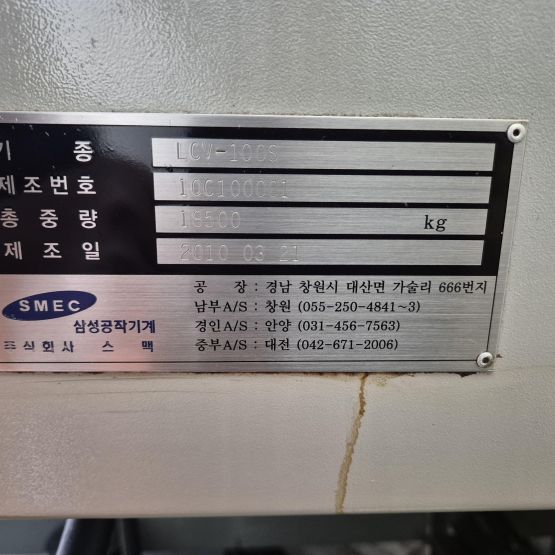 기 종 LCV-100S
제조번호
총 중 량 19500 kg
제 조 일 2010 03 21
SMEC
삼성공작기계
주식회사 스 맥
공 장 : 경남 창원시 대산면 가술리 666번지
남부A/S : 창원 (055-250-4841~3)
경인A/S : 안양 (031-456-7563)
중부A/S : 대전 (042-671-2006)